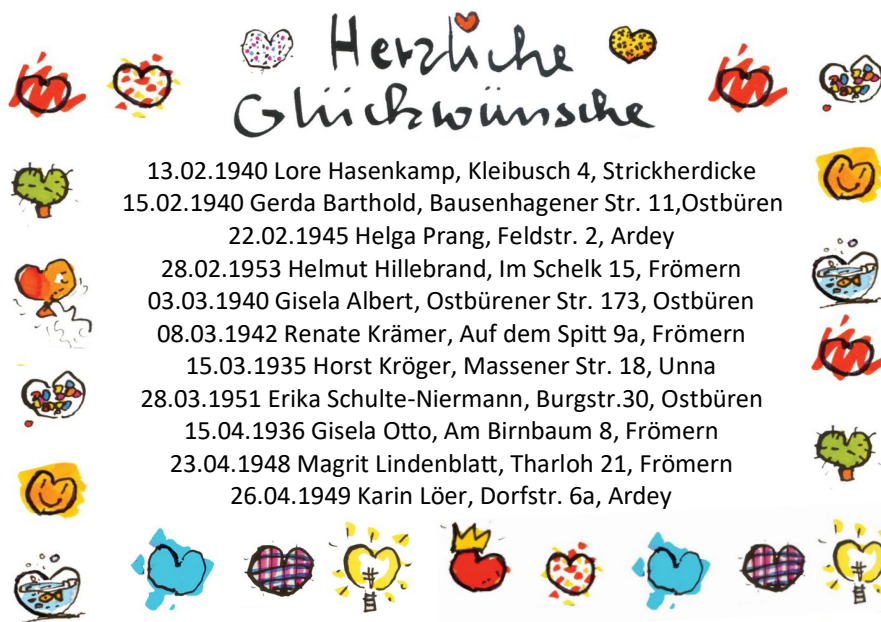 Herzliche
Glückwünsche
13.02.1940 Lore Hasenkamp, Kleibusch 4, Strickherdicke
15.02.1940 Gerda Barthold, Bausenhagener Str. 11,Ostbüren
22.02.1945 Helga Prang, Feldstr. 2, Ardey
28.02.1953 Helmut Hillebrand, Im Schelk 15, Frömern
03.03.1940 Gisela Albert, Ostbürener Str. 173, Ostbüren
08.03.1942 Renate Krämer, Auf dem Spitt 9a, Frömern
15.03.1935 Horst Kröger, Massener Str. 18, Unna
28.03.1951 Erika Schulte-Niermann, Burgstr.30, Ostbüren
15.04.1936 Gisela Otto, Am Birnbaum 8, Frömern
23.04.1948 Magrit Lindenblatt, Tharloh 21, Frömern
26.04.1949 Karin Löer, Dorfstr. 6a, Ardey